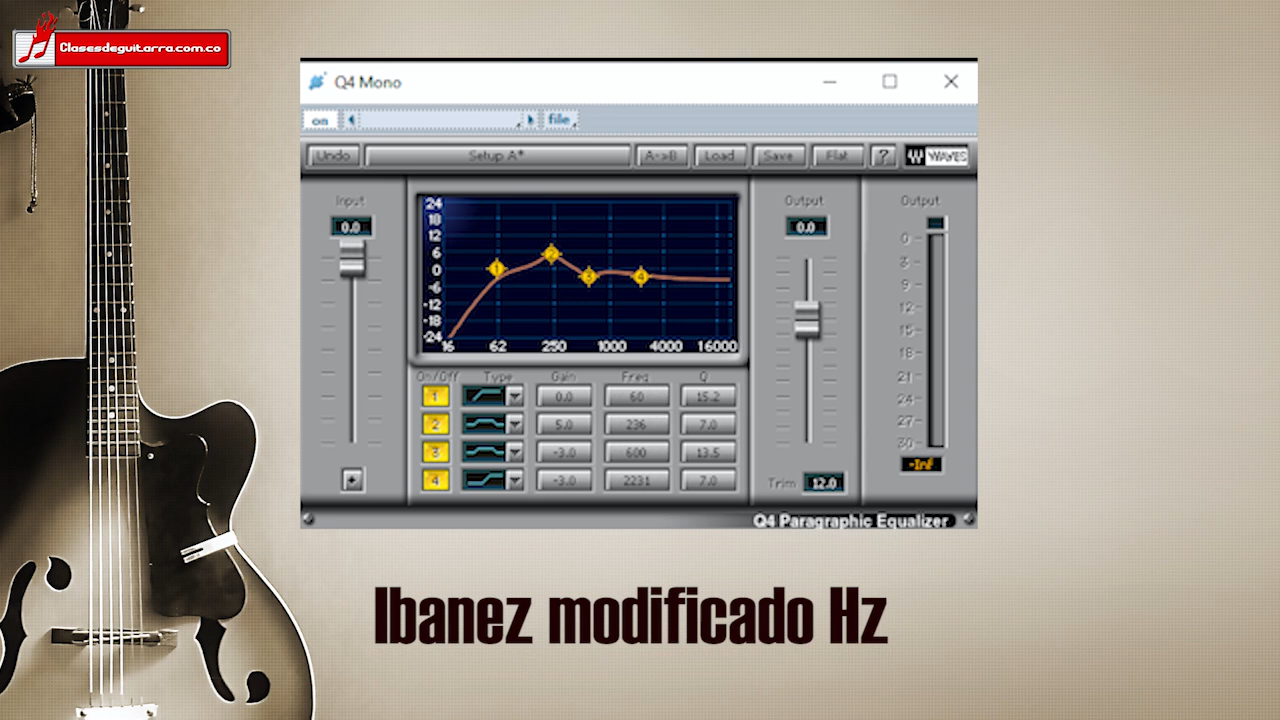 Clasesdeguitarra.com.co
Q4 Mono
on
file
Undo
Setup A*
A->B
Load
Save
Flat
?
WAVES
Input
0.0
24
18
12
6
0
-6
-12
-18
-24
16 62 250 1000 4000 16000
On/Off Type Gain Freq Q
1 0.0 60 15.2
2 5.0 236 7.0
3 -3.0 600 13.5
4 -3.0 2231 7.0
Output
0.0
Trim 12.0
Output
0
3
9
12
15
18
21
24
27
30
-Inf
Q4 Paragraphic Equalizer
Ibanez modificado Hz